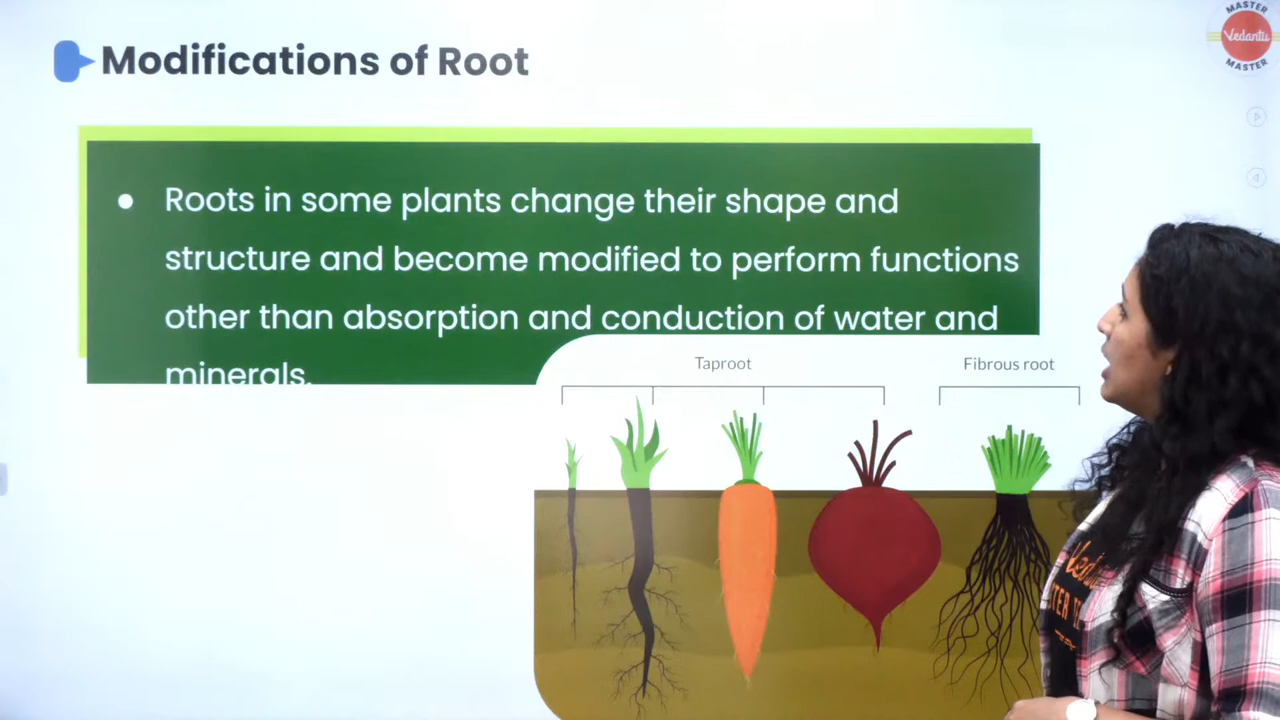 MASTER
Vedantu
MASTER
Modifications of Root
Roots in some plants change their shape and
structure and become modified to perform functions
other than absorption and conduction of water and
minerals.
Taproot
Fibrous root